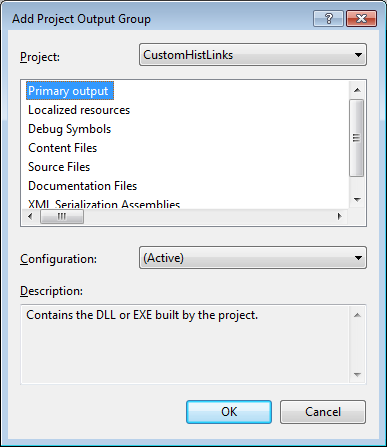 Add Project Output Group
?
Project:
CustomHistLinks
Primary output
Localized resources
Debug Symbols
Content Files
Source Files
Documentation Files
XML Serialization Assemblies
Configuration:
(Active)
Description:
Contains the DLL or EXE built by the project.
OK
Cancel